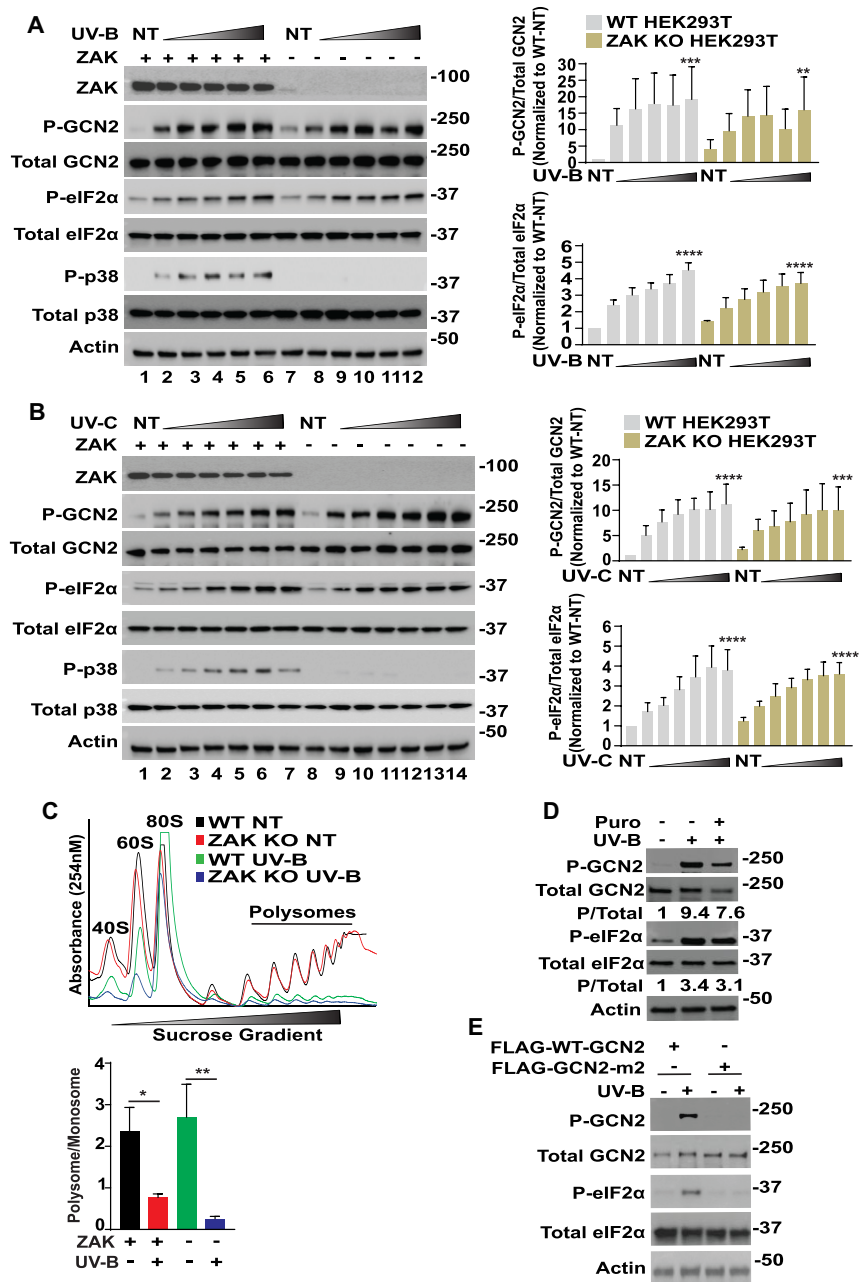 A
UV-B NT NT
ZAK + + + + + + - - - - - -
ZAK -100
P-GCN2 -250
Total GCN2 -250
P-eIF2α -37
Total eIF2α -37
P-p38 -37
Total p38 -37
Actin -50
1 2 3 4 5 6 7 8 9 10 11 12
WT HEK293T
ZAK KO HEK293T
P-GCN2/Total GCN2
(Normalized to WT-NT)
30
25
20
15
10
5
0
*** **
UV-B NT NT
P-eIF2α/Total eIF2α
(Normalized to WT-NT)
6
5
4
3
2
1
0
**** ****
UV-B NT NT
B
UV-C NT NT
ZAK + + + + + + + - - - - - - -
ZAK -100
P-GCN2 -250
Total GCN2 -250
P-eIF2α -37
Total eIF2α -37
P-p38 -37
Total p38 -37
Actin -50
1 2 3 4 5 6 7 8 9 10 11 12 13 14
WT HEK293T
ZAK KO HEK293T
P-GCN2/Total GCN2
(Normalized to WT-NT)
20
15
10
5
0
**** ***
UV-C NT NT
P-eIF2α/Total eIF2α
(Normalized to WT-NT)
6
5
4
3
2
1
0
**** ****
UV-C NT NT
C
Absorbance (254nM)
40S
60S
80S
WT NT
ZAK KO NT
WT UV-B
ZAK KO UV-B
Polysomes
Sucrose Gradient
Polysome/Monosome
4
3
2
1
0
* **
ZAK + + - -
UV-B - + - +
D
Puro - - +
UV-B - + +
P-GCN2 -250
Total GCN2 -250
P/Total 1 9.4 7.6
P-eIF2α -37
Total eIF2α -37
P/Total 1 3.4 3.1
Actin -50
E
FLAG-WT-GCN2 + -
FLAG-GCN2-m2 - +
UV-B - + - +
P-GCN2 -250
Total GCN2 -250
P-eIF2α -37
Total eIF2α -37
Actin -50